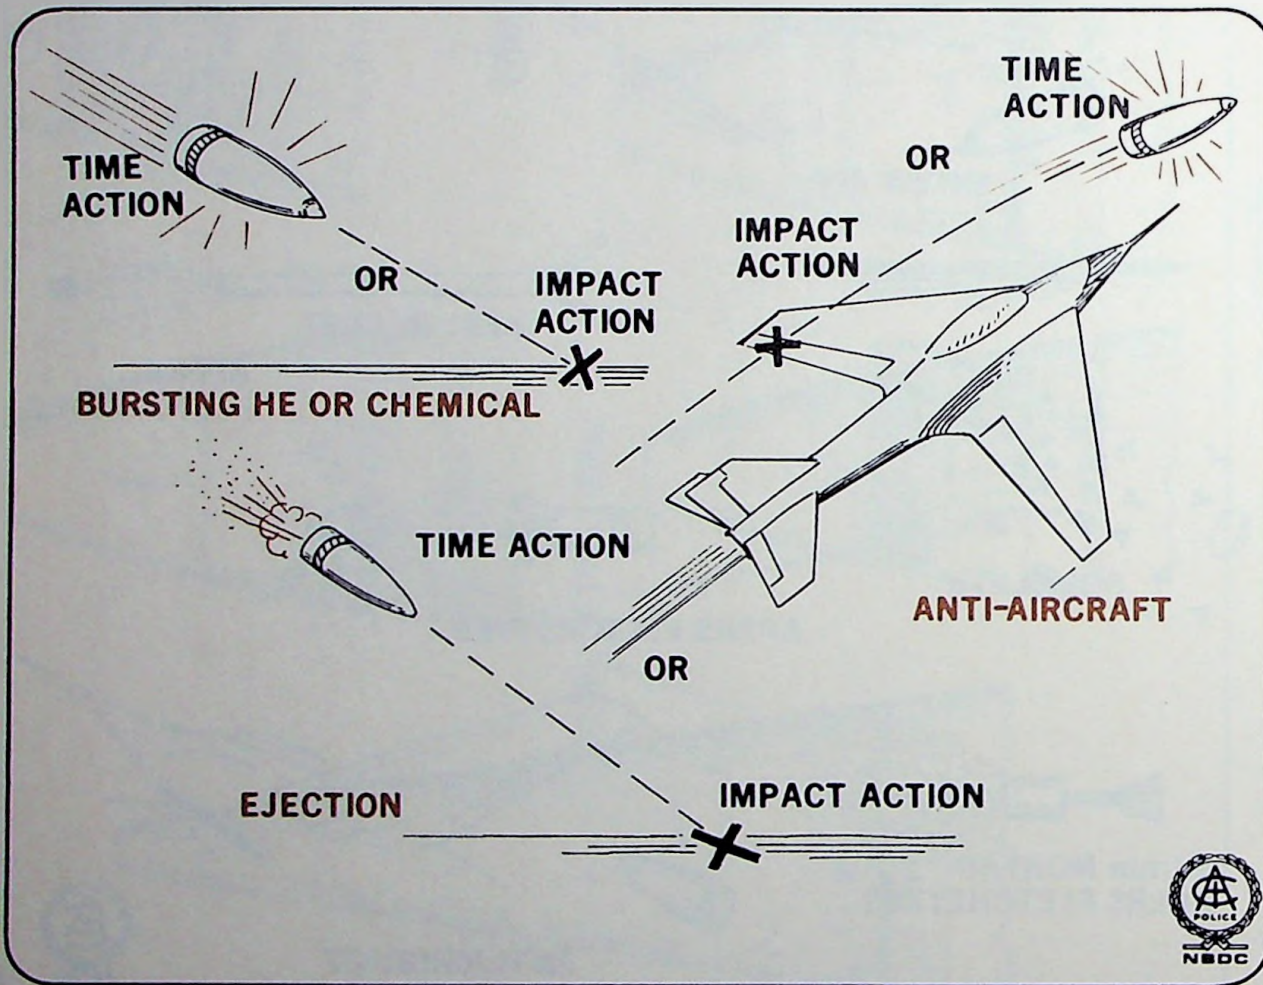 TIME
ACTION
OR
IMPACT
ACTION
BURSTING HE OR CHEMICAL
TIME
ACTION
OR
IMPACT
ACTION
ANTI-AIRCRAFT
TIME ACTION
OR
EJECTION
IMPACT ACTION
POLICE
NBDC